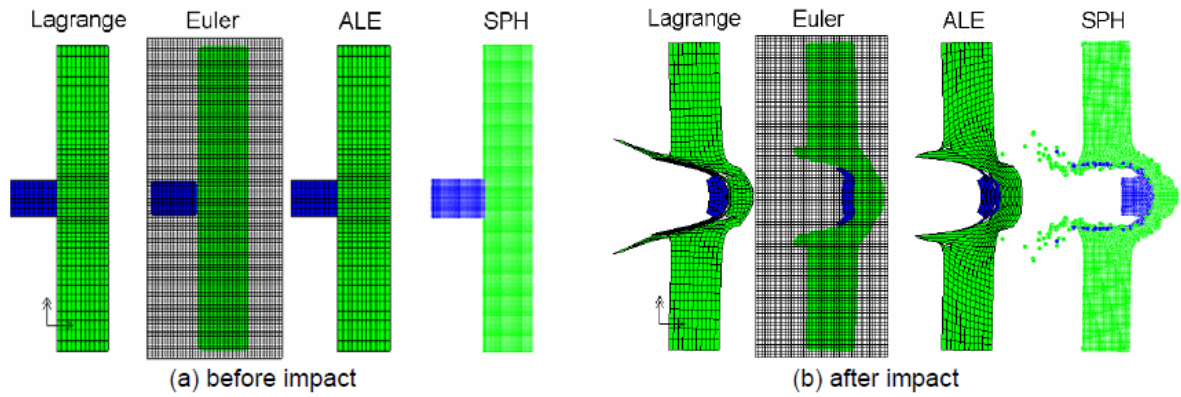 Lagrange Euler ALE SPH
Lagrange Euler ALE SPH
(a) before impact
(b) after impact